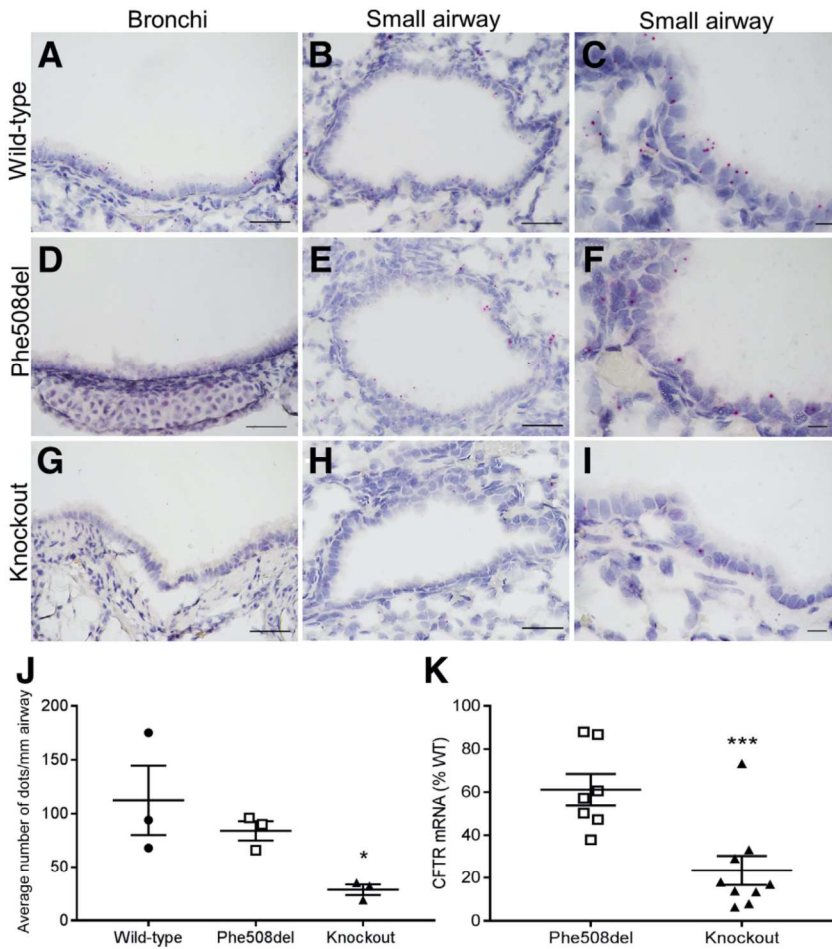 Bronchi
Small airway
Small airway
Wild-type
A
B
C
Phe508del
D
E
F
Knockout
G
H
I
J
Average number of dots/mm airway
200
150
100
50
0
*
Wild-type
Phe508del
Knockout
K
CFTR mRNA (% WT)
100
80
60
40
20
0
***
Phe508del
Knockout